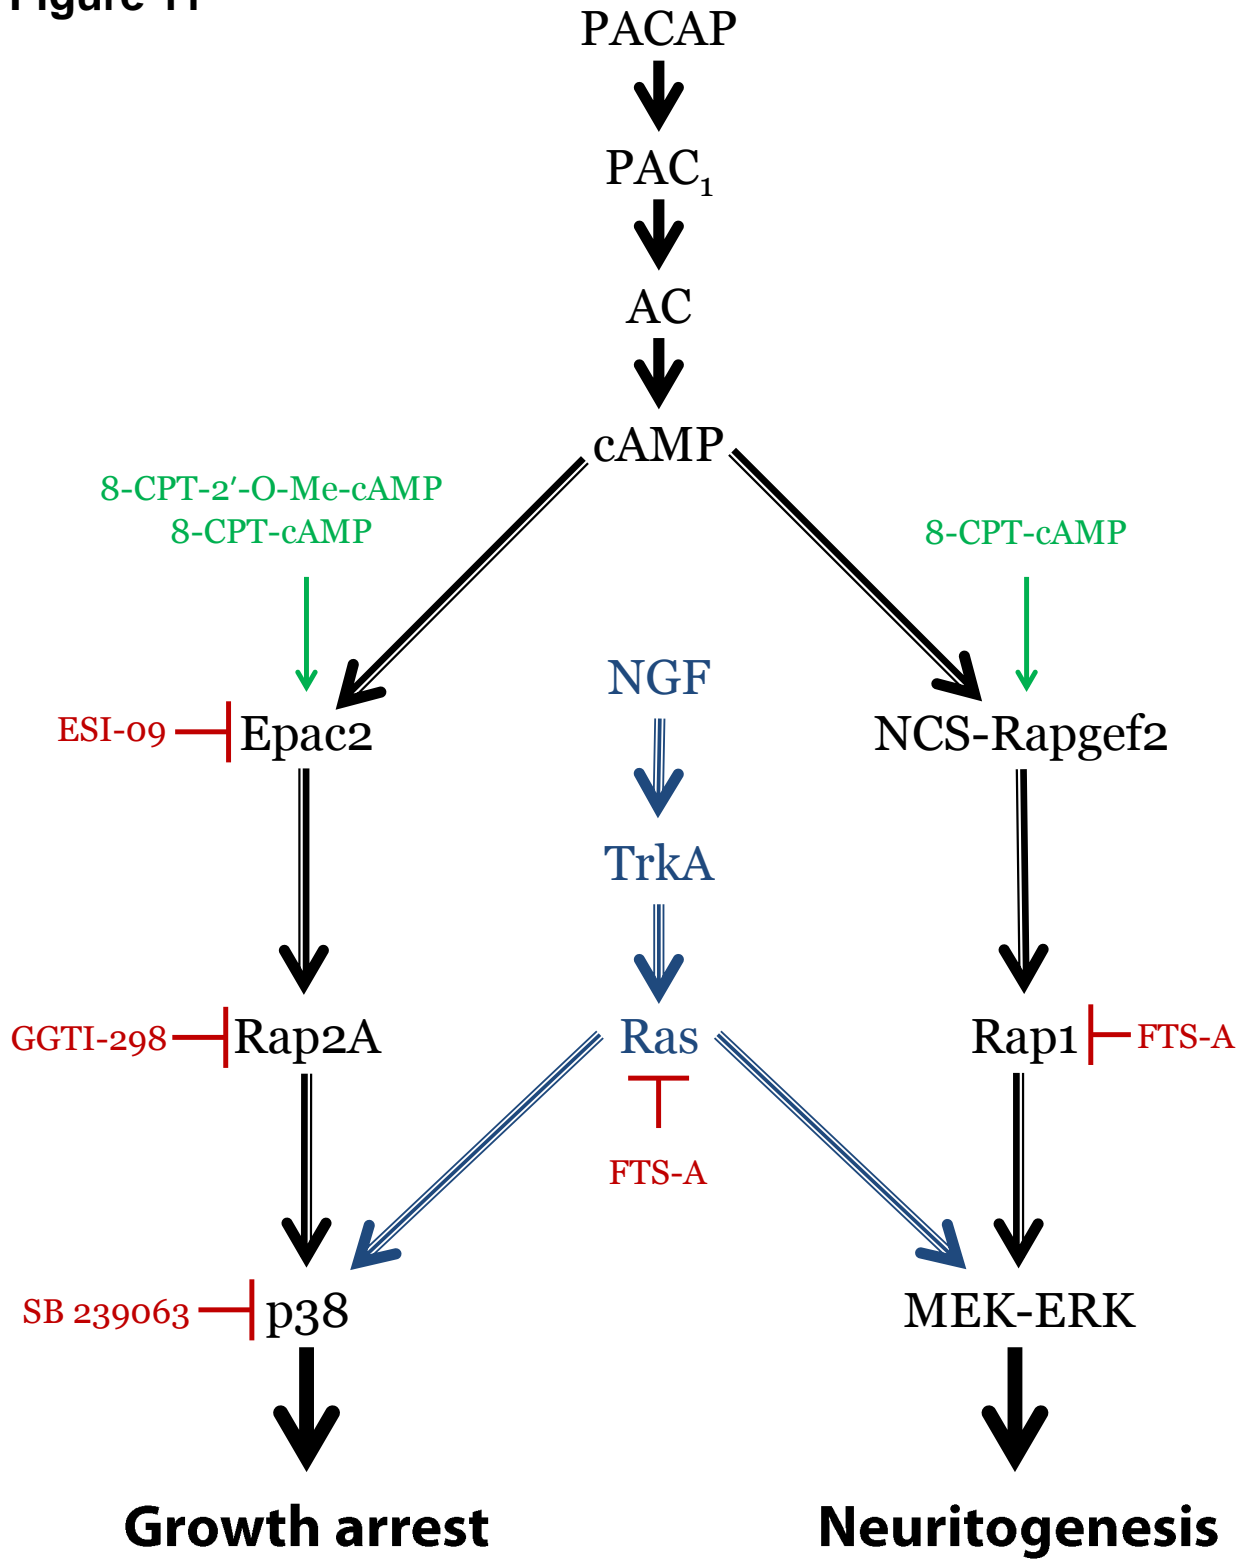 PACAP
PAC₁
AC
cAMP
8-CPT-2′-O-Me-cAMP
8-CPT-cAMP
8-CPT-cAMP
NGF
ESI-09
Epac2
NCS-Rapgef2
TrkA
GGTI-298
Rap2A
Ras
Rap1
FTS-A
FTS-A
SB 239063
p38
MEK-ERK
Growth arrest
Neuritogenesis